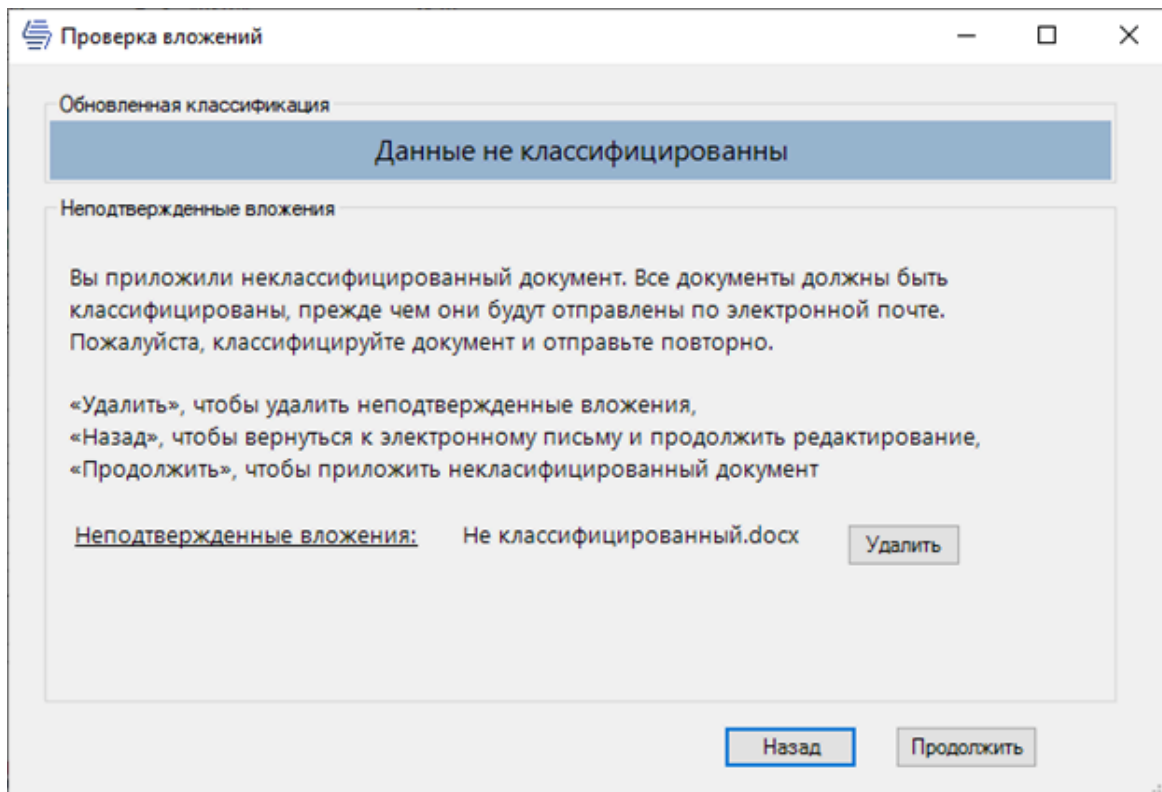 Проверка вложений
Обновленная классификация
Данные не классифицированны
Неподтвержденные вложения
Вы приложили неклассифицированный документ. Все документы должны быть
классифицированы, прежде чем они будут отправлены по электронной почте.
Пожалуйста, классифицируйте документ и отправьте повторно.
«Удалить», чтобы удалить неподтвержденные вложения,
«Назад», чтобы вернуться к электронному письму и продолжить редактирование,
«Продолжить», чтобы приложить некласифицированный документ
Неподтвержденные вложения: Не классифицированный.docx Удалить
Назад Продолжить